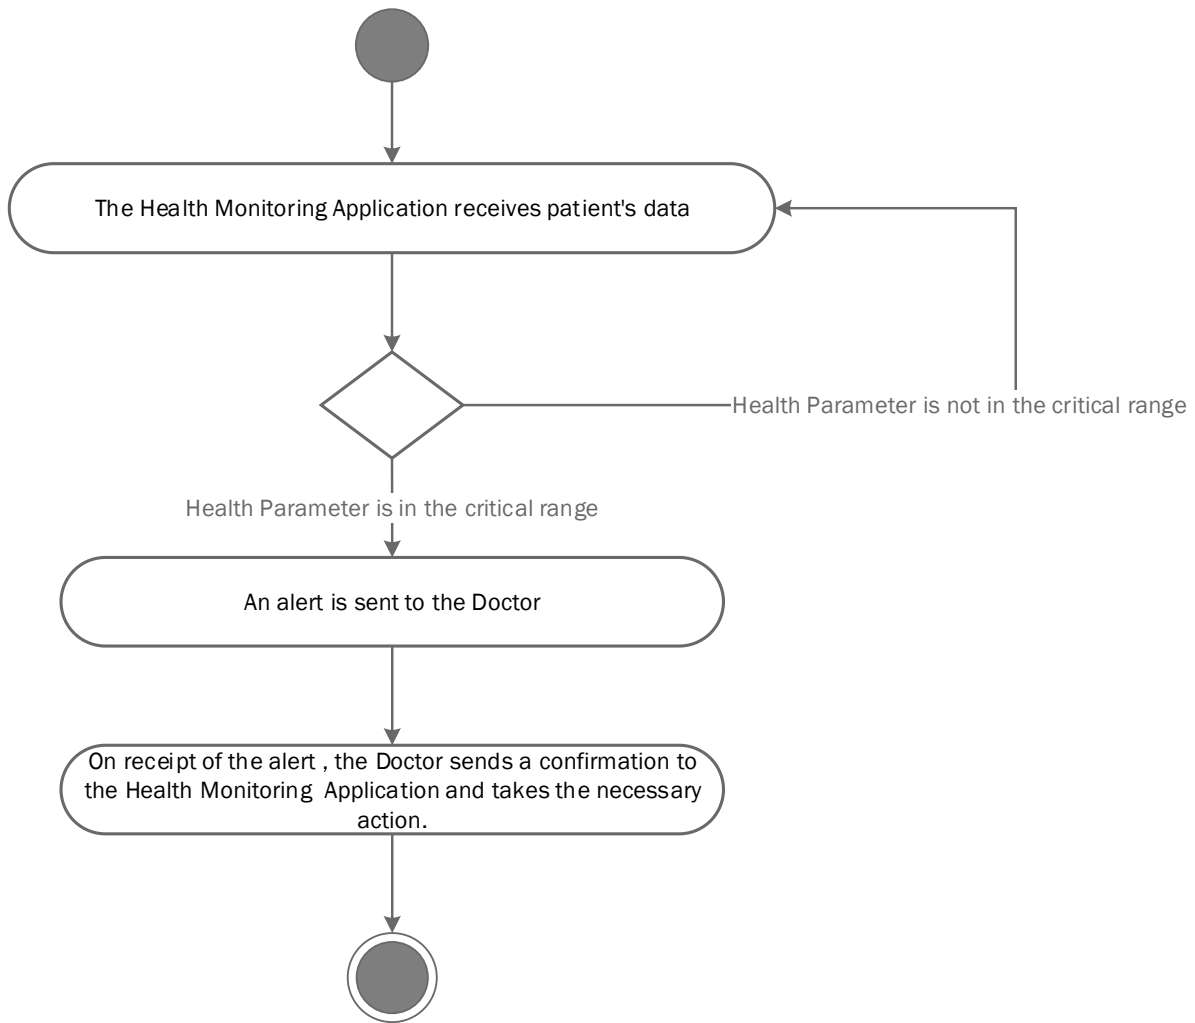 The Health Monitoring Application receives patient's data
Health Parameter is not in the critical range
Health Parameter is in the critical range
An alert is sent to the Doctor
On receipt of the alert , the Doctor sends a confirmation to
the Health Monitoring  Application and takes the necessary
action.